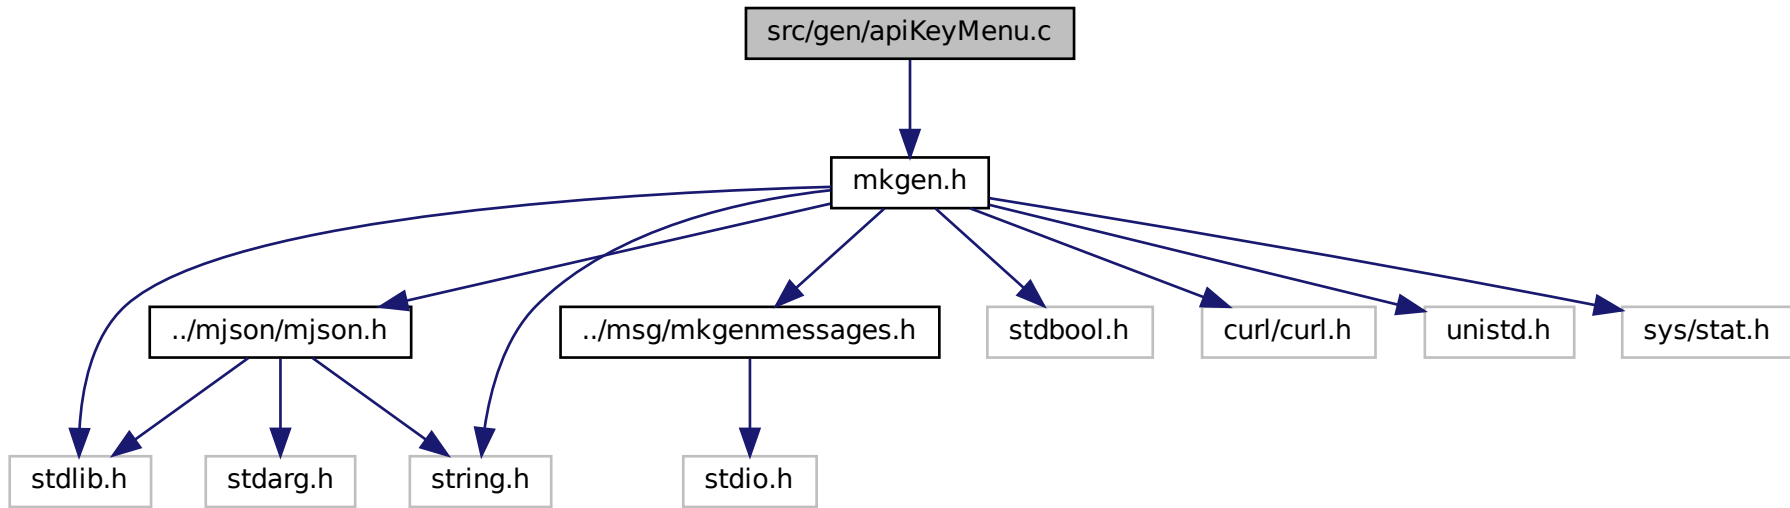 src/gen/apiKeyMenu.c
mkgen.h
../mjson/mjson.h
../msg/mkgenmessages.h
stdbool.h
curl/curl.h
unistd.h
sys/stat.h
stdlib.h
stdarg.h
string.h
stdio.h